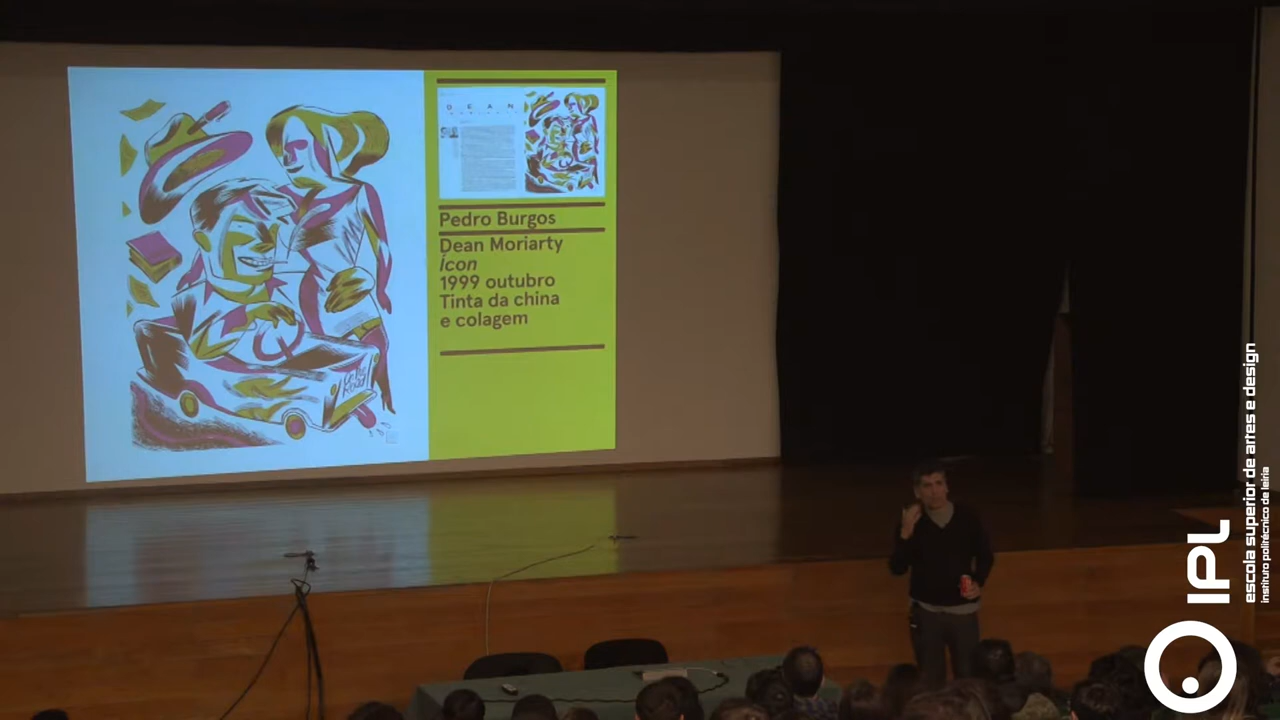 D E A N
Pedro Burgos
Dean Moriarty
Ícon
1999 outubro
Tinta da china
e colagem
IPL
escola superior de artes e design
instituto politécnico de leiria